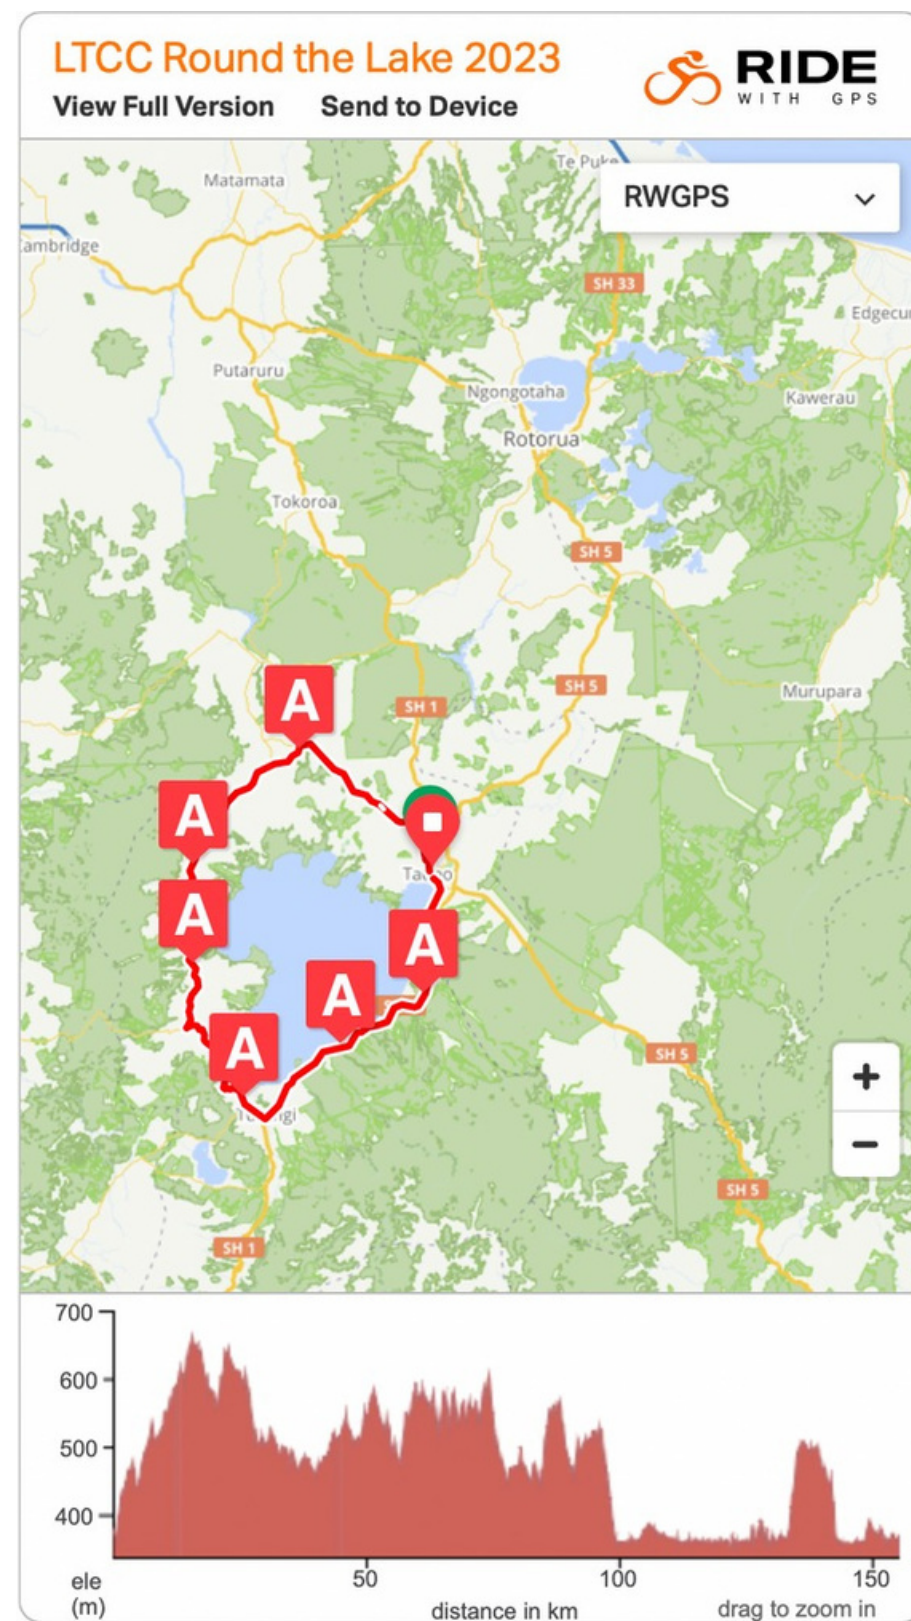 LTCC Round the Lake 2023
View Full Version Send to Device
RIDE
WITH GPS
RWGPS
Te Puke
Matamata
SH 33
Putaruru
Ngongotaha
Kawerau
Rotorua
Tokoroa
SH 5
SH 5
Murupara
SH 1
A
A
A
A
A
A
SH 5
SH 5
SH 1
+
−
700
600
500
400
ele
(m)
50
100
150
distance in km
drag to zoom in